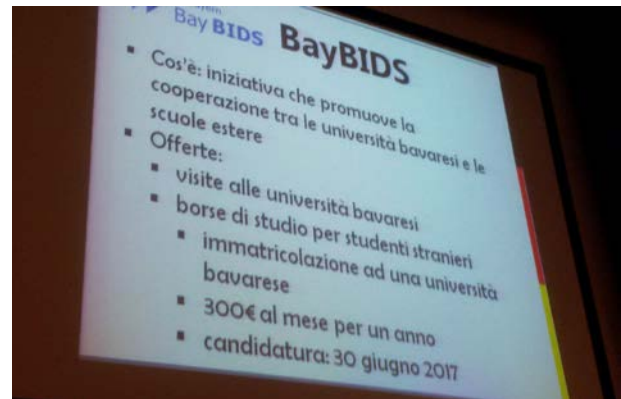 Bay BIDS BayBIDS
▪ Cos'è: iniziativa che promuove la
cooperazione tra le università bavaresi e le
scuole estere
▪ Offerte:
▪ visite alle università bavaresi
▪ borse di studio per studenti stranieri
▪ immatricolazione ad una università
bavarese
▪ 300€ al mese per un anno
▪ candidatura: 30 giugno 2017